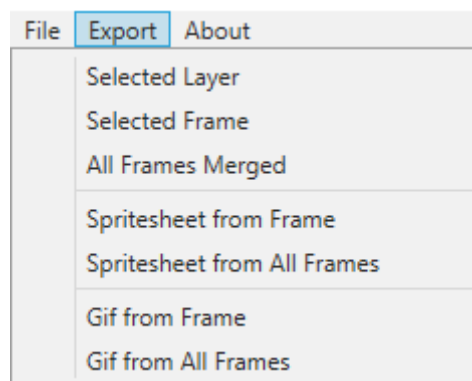 File Export About
Selected Layer
Selected Frame
All Frames Merged
Spritesheet from Frame
Spritesheet from All Frames
Gif from Frame
Gif from All Frames